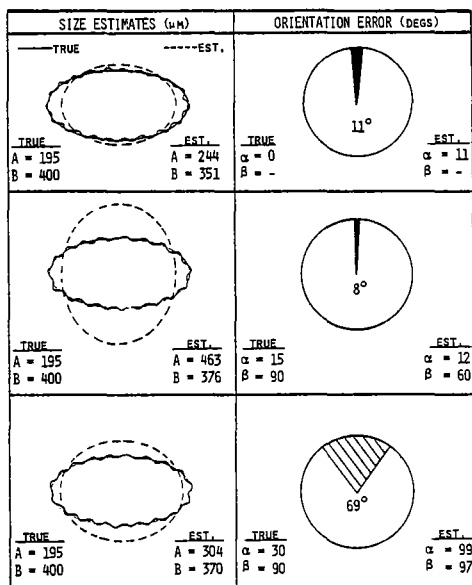 SIZE ESTIMATES (µM)
ORIENTATION ERROR (DEGS)
TRUE
EST.
TRUE
A = 195
B = 400
EST.
A = 244
B = 351
11°
TRUE
α = 0
β = -
EST.
α = 11
β = -
TRUE
A = 195
B = 400
EST.
A = 463
B = 376
8°
TRUE
α = 15
β = 90
EST.
α = 12
β = 60
TRUE
A = 195
B = 400
EST.
A = 304
B = 370
69°
TRUE
α = 30
β = 90
EST.
α = 99
β = 97